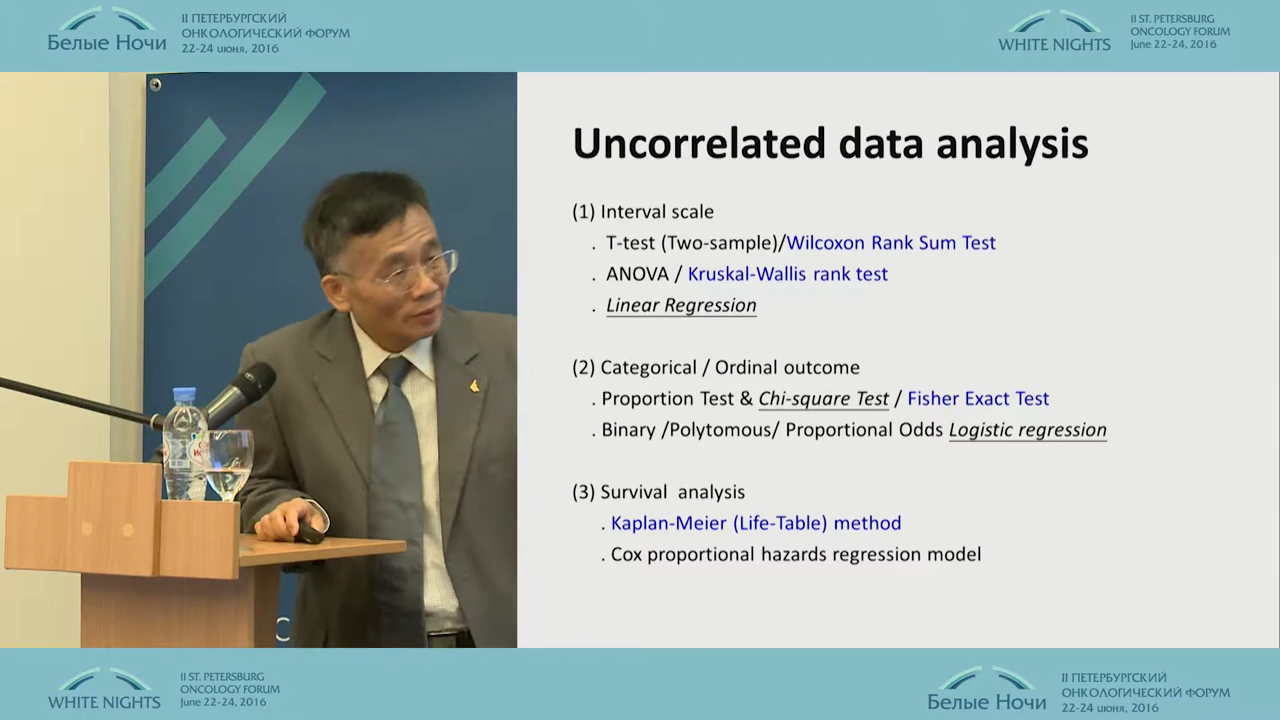 Белые Ночи
II ПЕТЕРБУРГСКИЙ
ОНКОЛОГИЧЕСКИЙ ФОРУМ
22-24 июня, 2016
WHITE NIGHTS
II ST. PETERSBURG
ONCOLOGY FORUM
June 22-24, 2016
Uncorrelated data analysis
(1) Interval scale
. T-test (Two-sample)/Wilcoxon Rank Sum Test
. ANOVA / Kruskal-Wallis rank test
. Linear Regression
(2) Categorical / Ordinal outcome
. Proportion Test & Chi-square Test / Fisher Exact Test
. Binary /Polytomous/ Proportional Odds Logistic regression
(3) Survival analysis
. Kaplan-Meier (Life-Table) method
. Cox proportional hazards regression model
C
WHITE NIGHTS
II ST. PETERSBURG
ONCOLOGY FORUM
June 22-24, 2016
Белые Ночи
II ПЕТЕРБУРГСКИЙ
ОНКОЛОГИЧЕСКИЙ ФОРУМ
22-24 июня, 2016